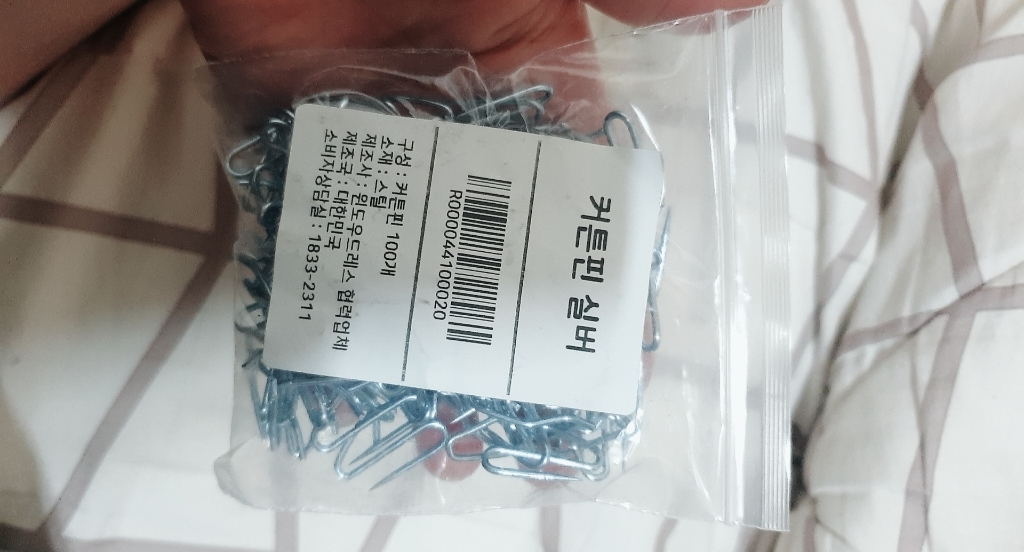 커튼핀 실버
R000044100020
구성 : 커튼핀 100개
소재 : 스틸
제조사 : 윈도우드레스 협력업체
제조국 : 대한민국
소비자상담실 : 1833-2311